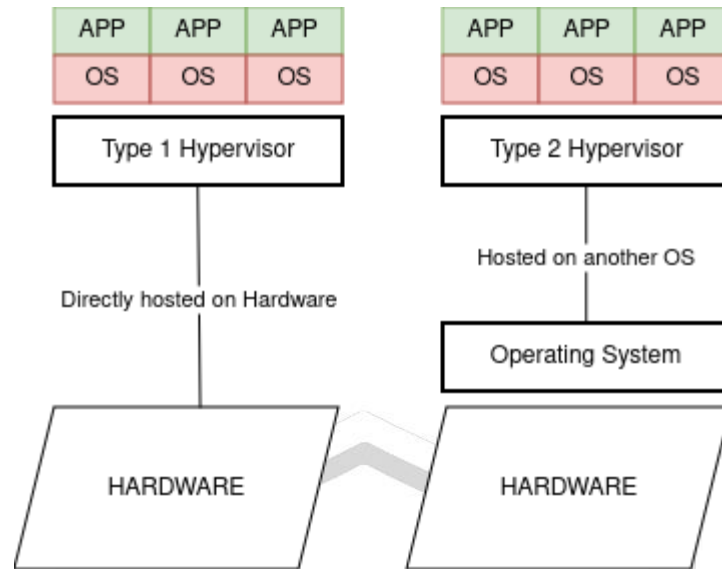 APP APP APP
OS OS OS
Type 1 Hypervisor
Directly hosted on Hardware
HARDWARE
APP APP APP
OS OS OS
Type 2 Hypervisor
Hosted on another OS
Operating System
HARDWARE